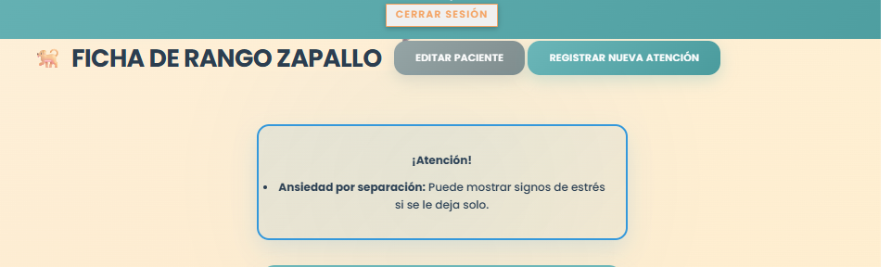 CERRAR SESIÓN
FICHA DE RANGO ZAPALLO
EDITAR PACIENTE
REGISTRAR NUEVA ATENCIÓN
¡Atención!
• Ansiedad por separación: Puede mostrar signos de estrés
si se le deja solo.